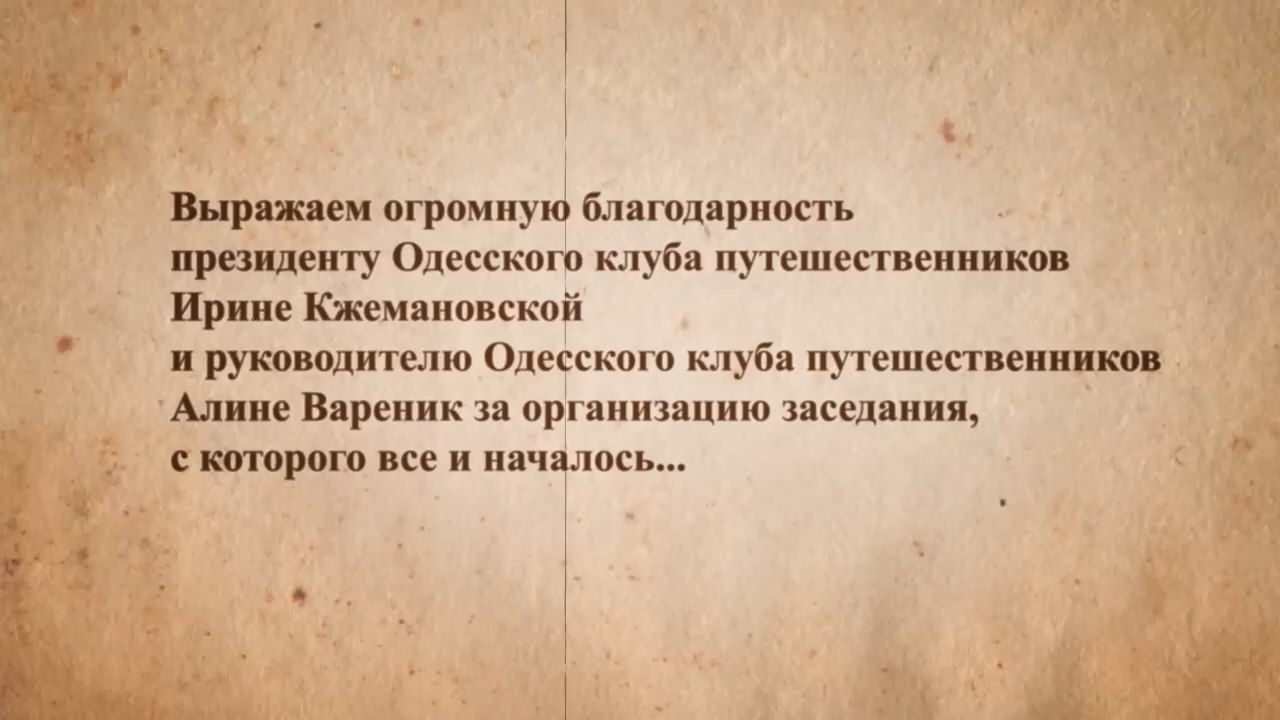 Выражаем огромную благодарность
президенту Одесского клуба путешественников
Ирине Кжемановской
и руководителю Одесского клуба путешественников
Алине Вареник за организацию заседания,
с которого все и началось...